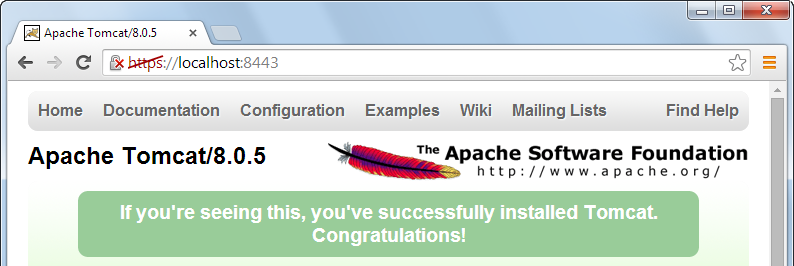 Apache Tomcat/8.0.5
https://localhost:8443
Home Documentation Configuration Examples Wiki Mailing Lists Find Help
Apache Tomcat/8.0.5
The Apache Software Foundation
http://www.apache.org/
If you're seeing this, you've successfully installed Tomcat.
Congratulations!